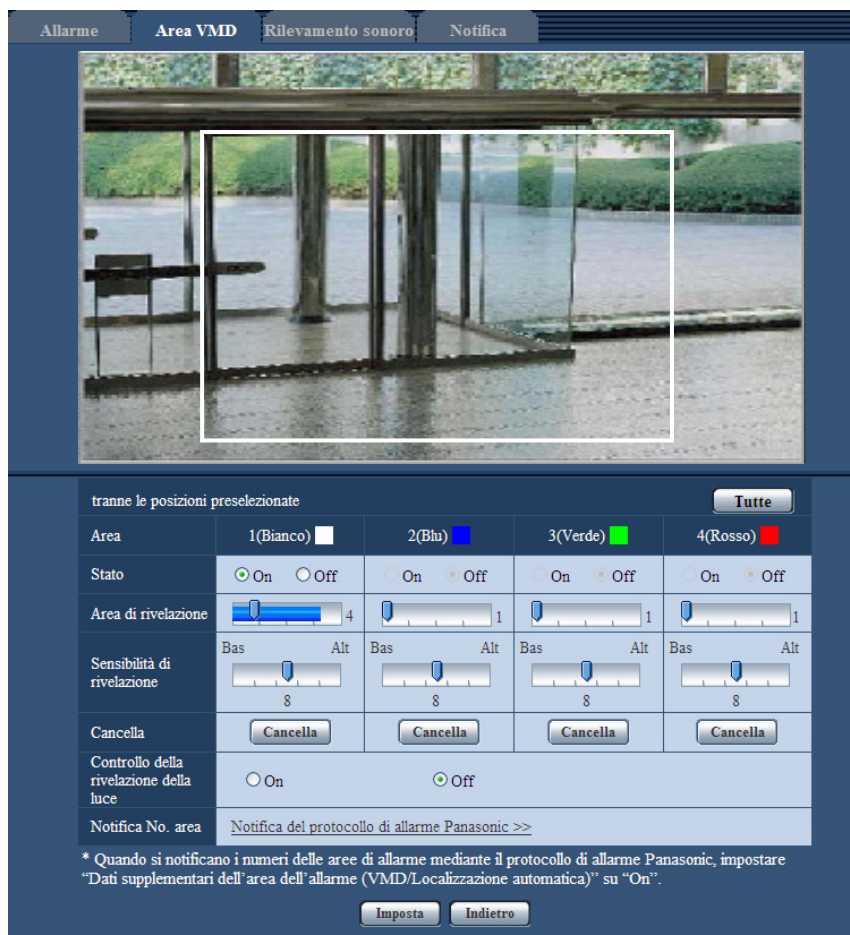 Allarme Area VMD Rilevamento sonoro Notifica
tranne le posizioni preselezionate Tutte
Area 1(Bianco) 2(Blu) 3(Verde) 4(Rosso)
Stato On Off On Off On Off On Off
Area di rivelazione 4 1 1 1
Bas Alt Bas Alt Bas Alt Bas Alt
Sensibilità di
rivelazione
8 8 8 8
Cancella Cancella Cancella Cancella Cancella
Controllo della
rivelazione della
luce
On Off
Notifica No. area Notifica del protocollo di allarme Panasonic >>
* Quando si notificano i numeri delle aree di allarme mediante il protocollo di allarme Panasonic, impostare
“Dati supplementari dell’area dell’allarme (VMD/Localizzazione automatica)” su “On”.
Imposta Indietro